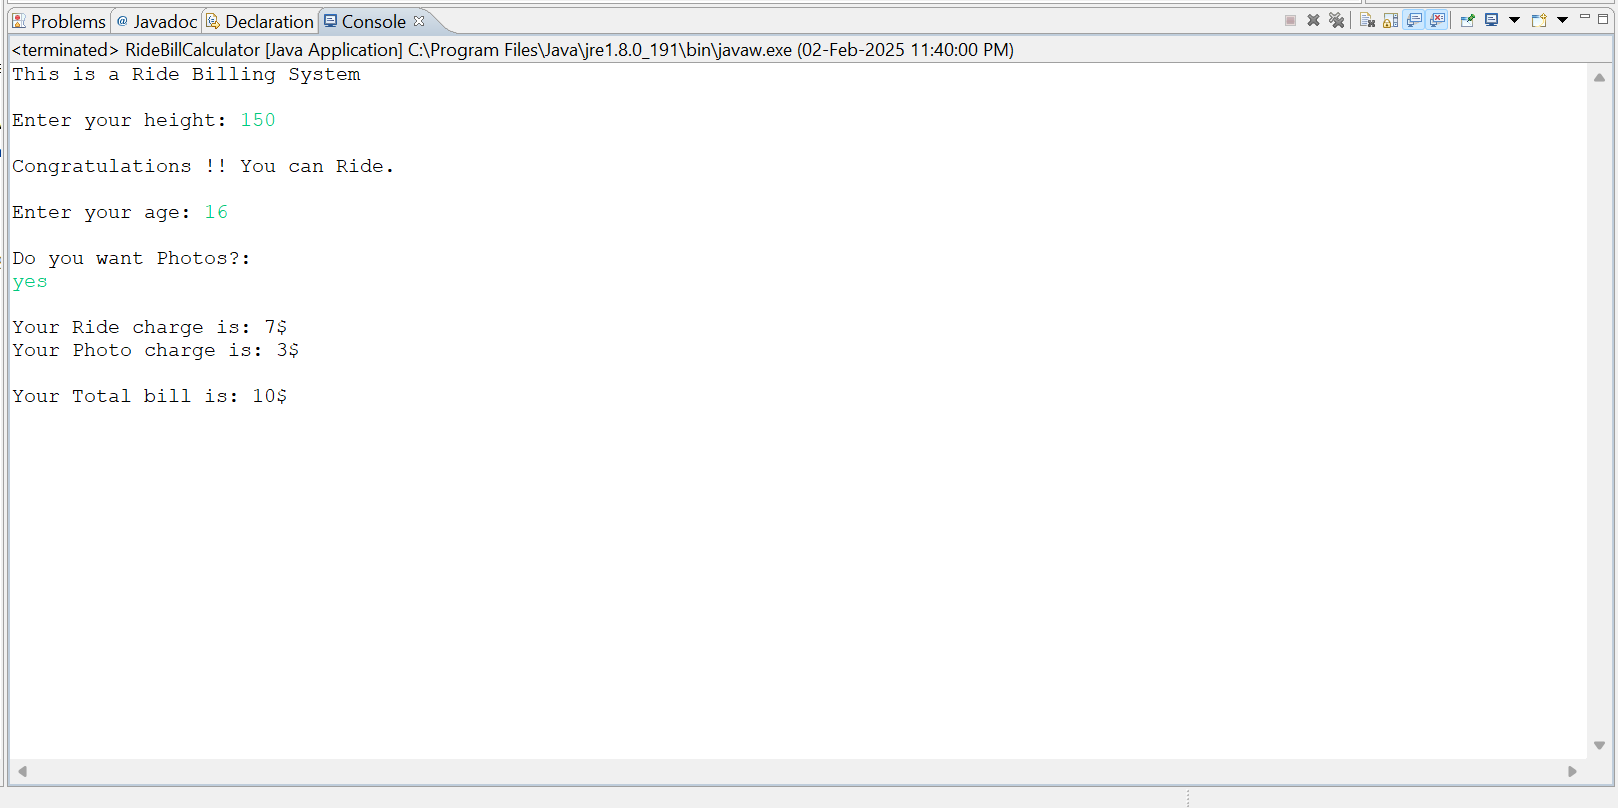 Problems @ Javadoc Declaration Console
<terminated> RideBillCalculator [Java Application] C:\Program Files\Java\jre1.8.0_191\bin\javaw.exe (02-Feb-2025 11:40:00 PM)
This is a Ride Billing System
Enter your height: 150
Congratulations !! You can Ride.
Enter your age: 16
Do you want Photos?:
yes
Your Ride charge is: 7$
Your Photo charge is: 3$
Your Total bill is: 10$